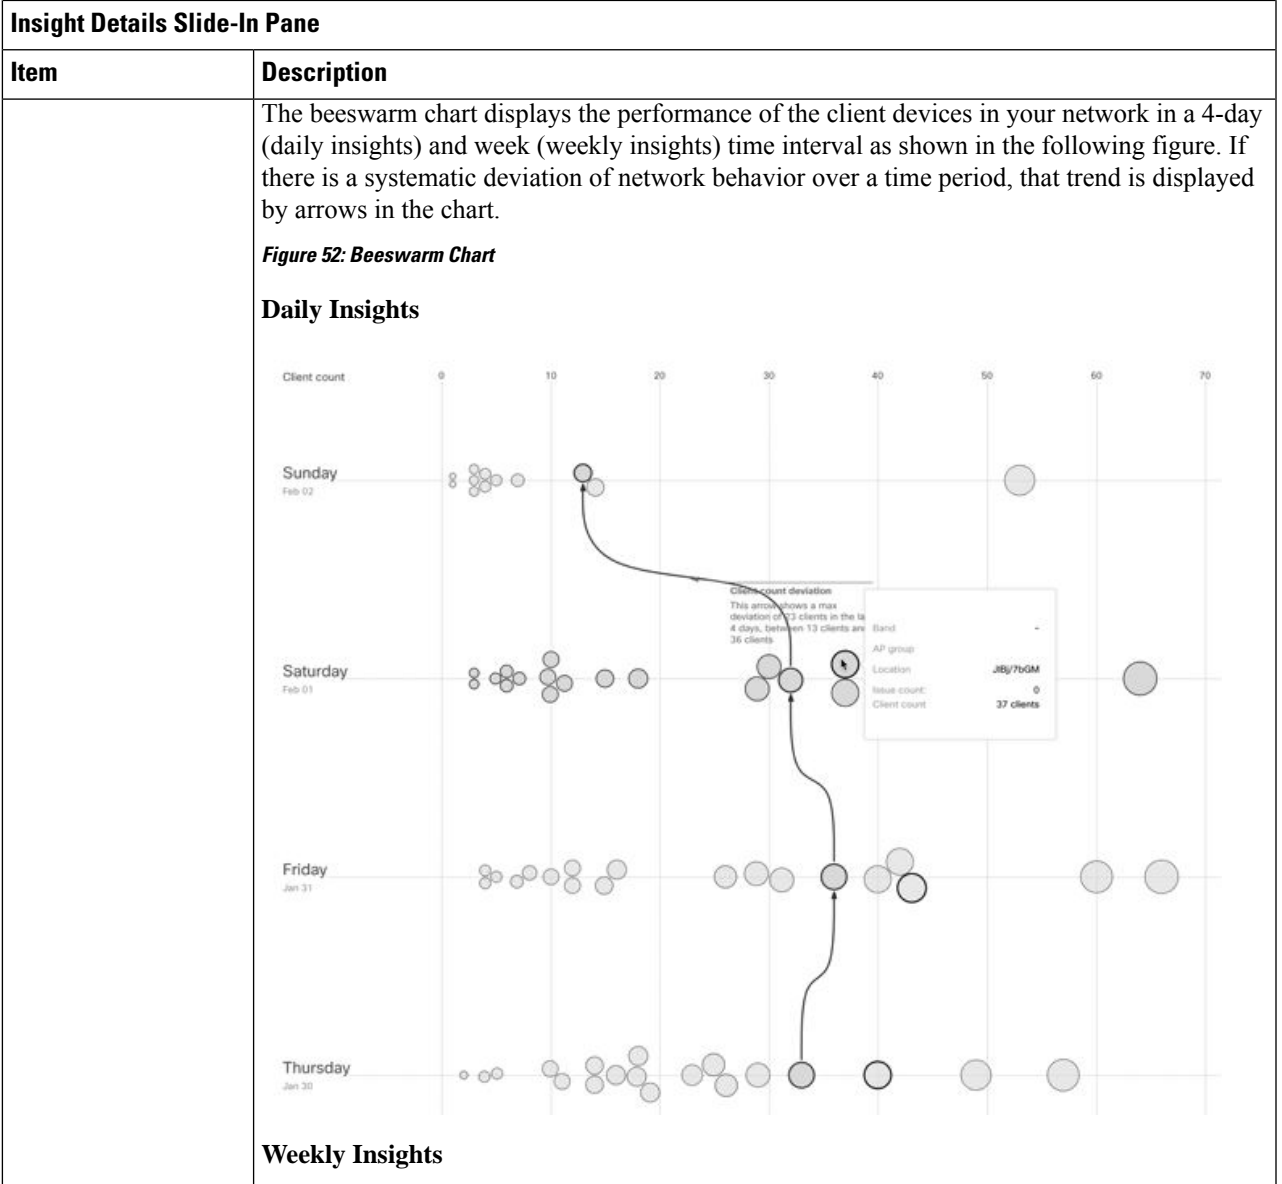 Insight Details Slide-In Pane
Item Description
The beeswarm chart displays the performance of the client devices in your network in a 4-day
(daily insights) and week (weekly insights) time interval as shown in the following figure. If
there is a systematic deviation of network behavior over a time period, that trend is displayed
by arrows in the chart.
Figure 52: Beeswarm Chart
Daily Insights
Client count 0 10 20 30 40 50 60 70
Sunday
Feb 02
Client count deviation
This arrow shows a max
deviation of 23 clients in the la
4 days, between 13 clients and
36 clients
Band -
AP group
Location JIBj/7bGM
Issue count: 0
Client count 37 clients
Saturday
Feb 01
Friday
Jan 31
Thursday
Jan 30
Weekly Insights